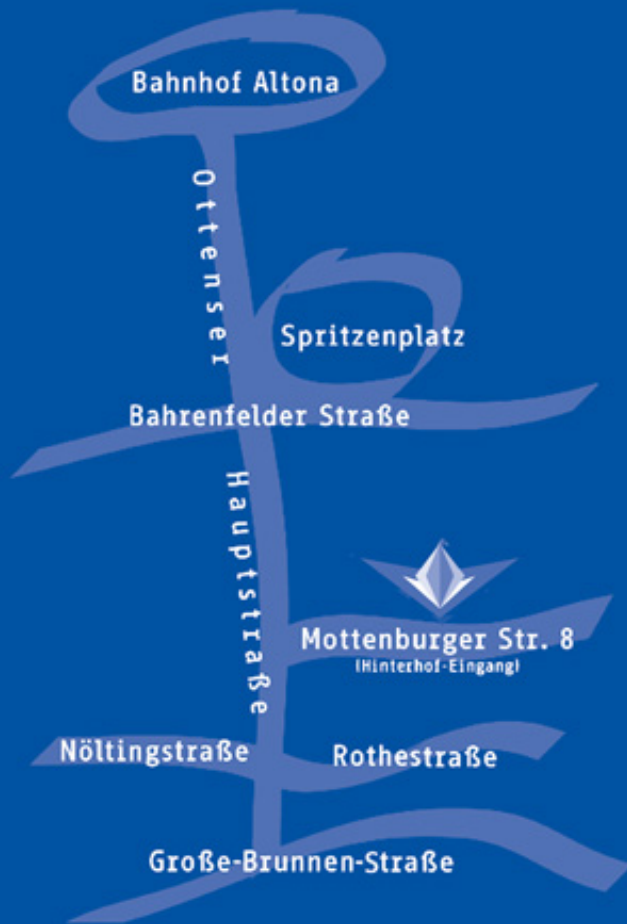 Bahnhof Altona
Ottenser
Spritzenplatz
Bahrenfelder Straße
Hauptstraße
Mottenburger Str. 8
(Hinterhof-Eingang)
Nöltingstraße
Rothestraße
Große-Brunnen-Straße